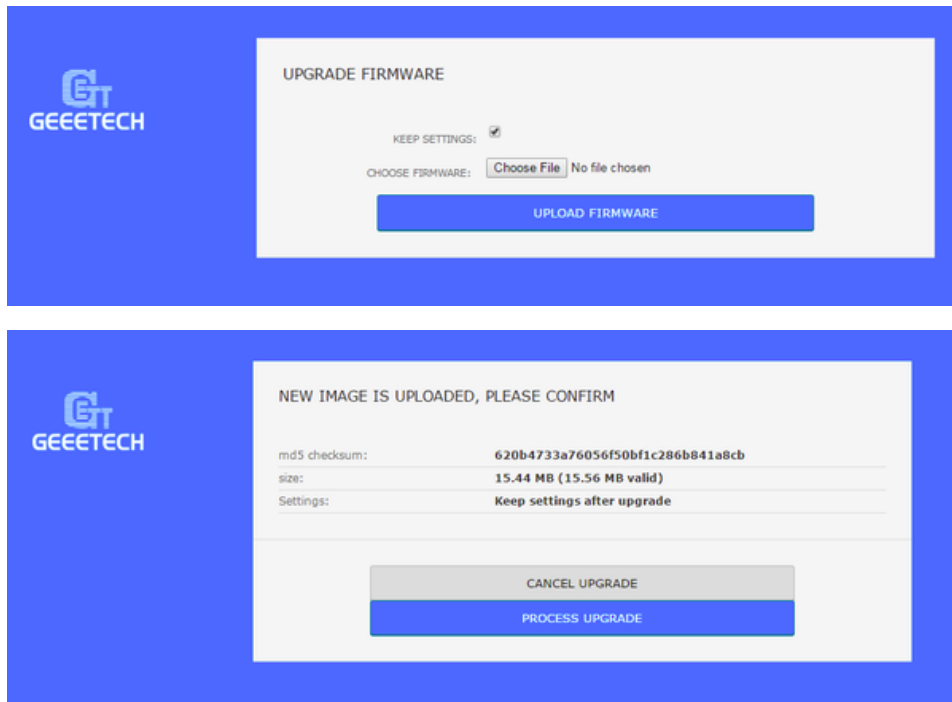 GETT
GEEETECH
UPGRADE FIRMWARE
KEEP SETTINGS:
CHOOSE FIRMWARE: Choose File No file chosen
UPLOAD FIRMWARE
GETT
GEEETECH
NEW IMAGE IS UPLOADED, PLEASE CONFIRM
md5 checksum: 620b4733a76056f50bf1c286b841a8cb
size: 15.44 MB (15.56 MB valid)
Settings: Keep settings after upgrade
CANCEL UPGRADE
PROCESS UPGRADE